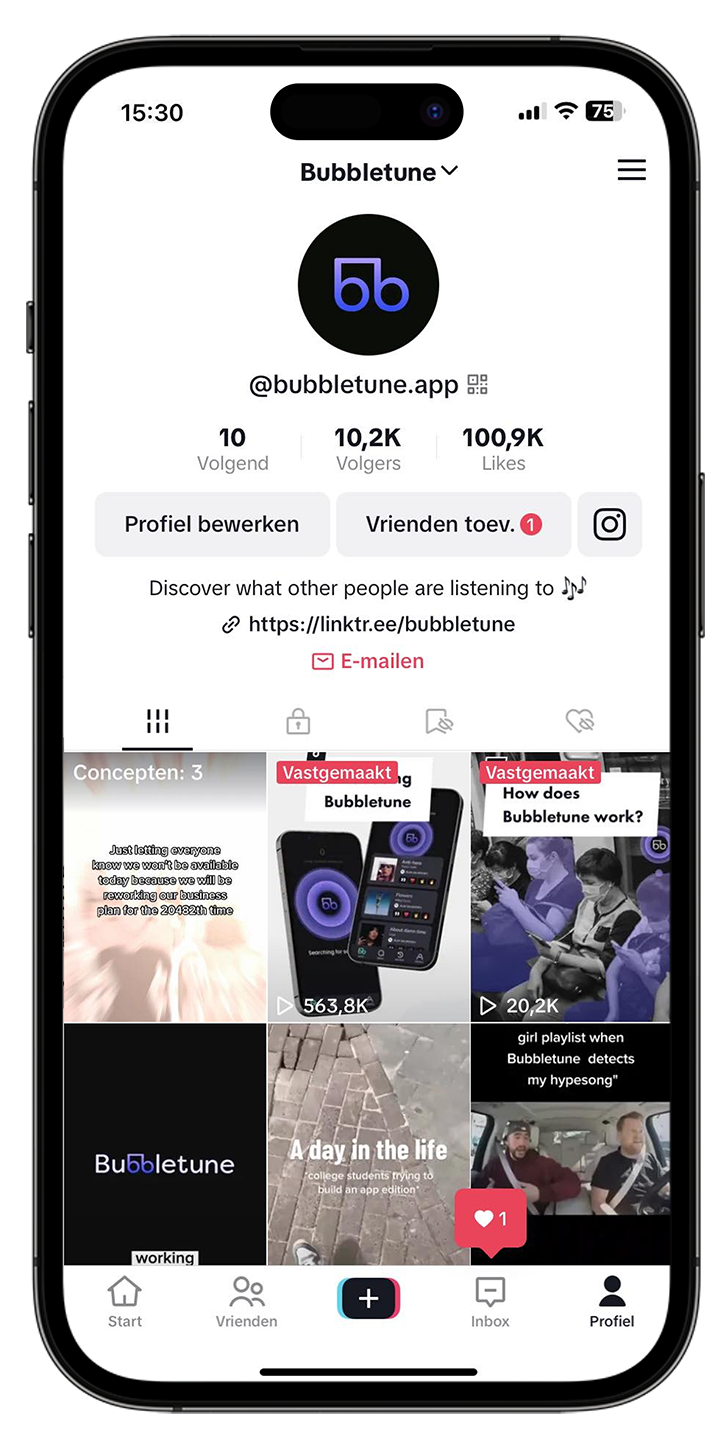 15:30
75
Bubbletune
@bubbletune.app
10
10,2K
100,9K
Volgend
Volgers
Likes
Profiel bewerken
Vrienden toev. 1
Discover what other people are listening to
https://linktr.ee/bubbletune
E-mailen
Concepten: 3
Just letting everyone
know we won't be available
today because we will be
reworking our business
plan for the 20432th time
Vastgemaakt
Bubbletune
563,8K
Vastgemaakt
How does
Bubbletune work?
20,2K
Bubbletune
working
A day in the life
"college students trying to
build an app edition"
girl playlist when
Bubbletune detects
my hypesong"
1
Start
Vrienden
Inbox
Profiel